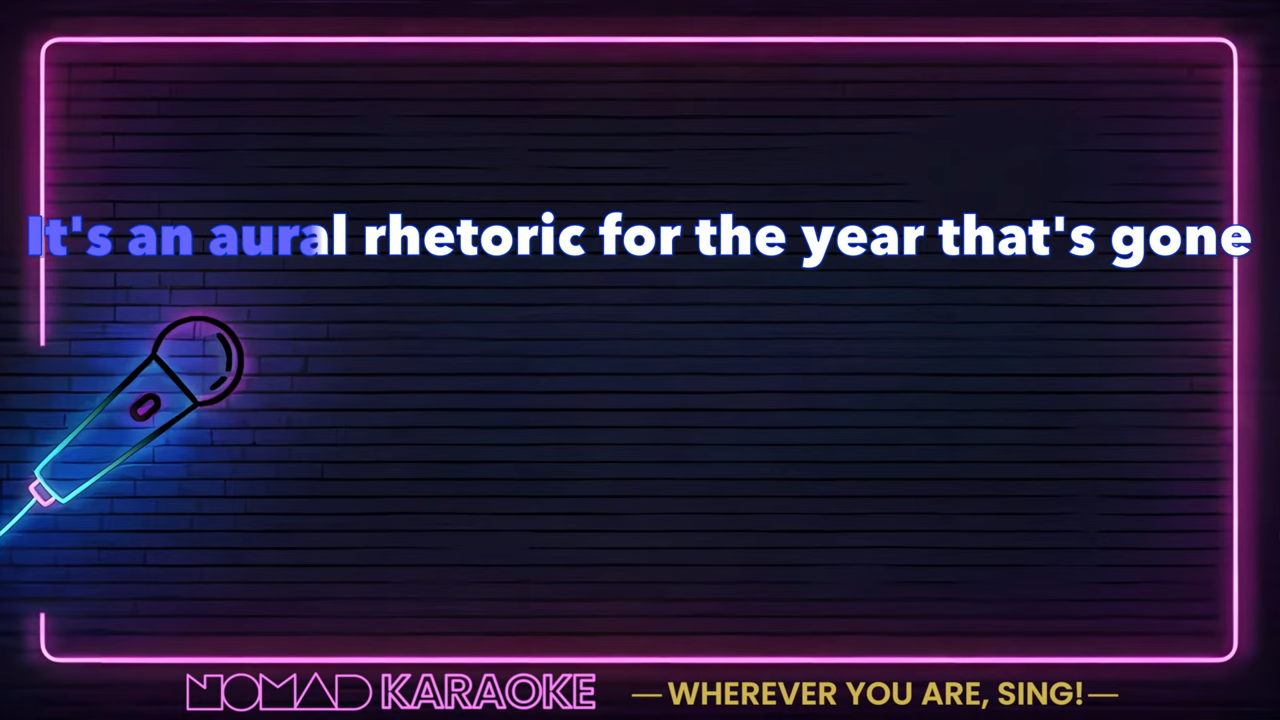 It's an aural rhetoric for the year that's gone
NOMAD KARAOKE —WHEREVER YOU ARE, SING!—